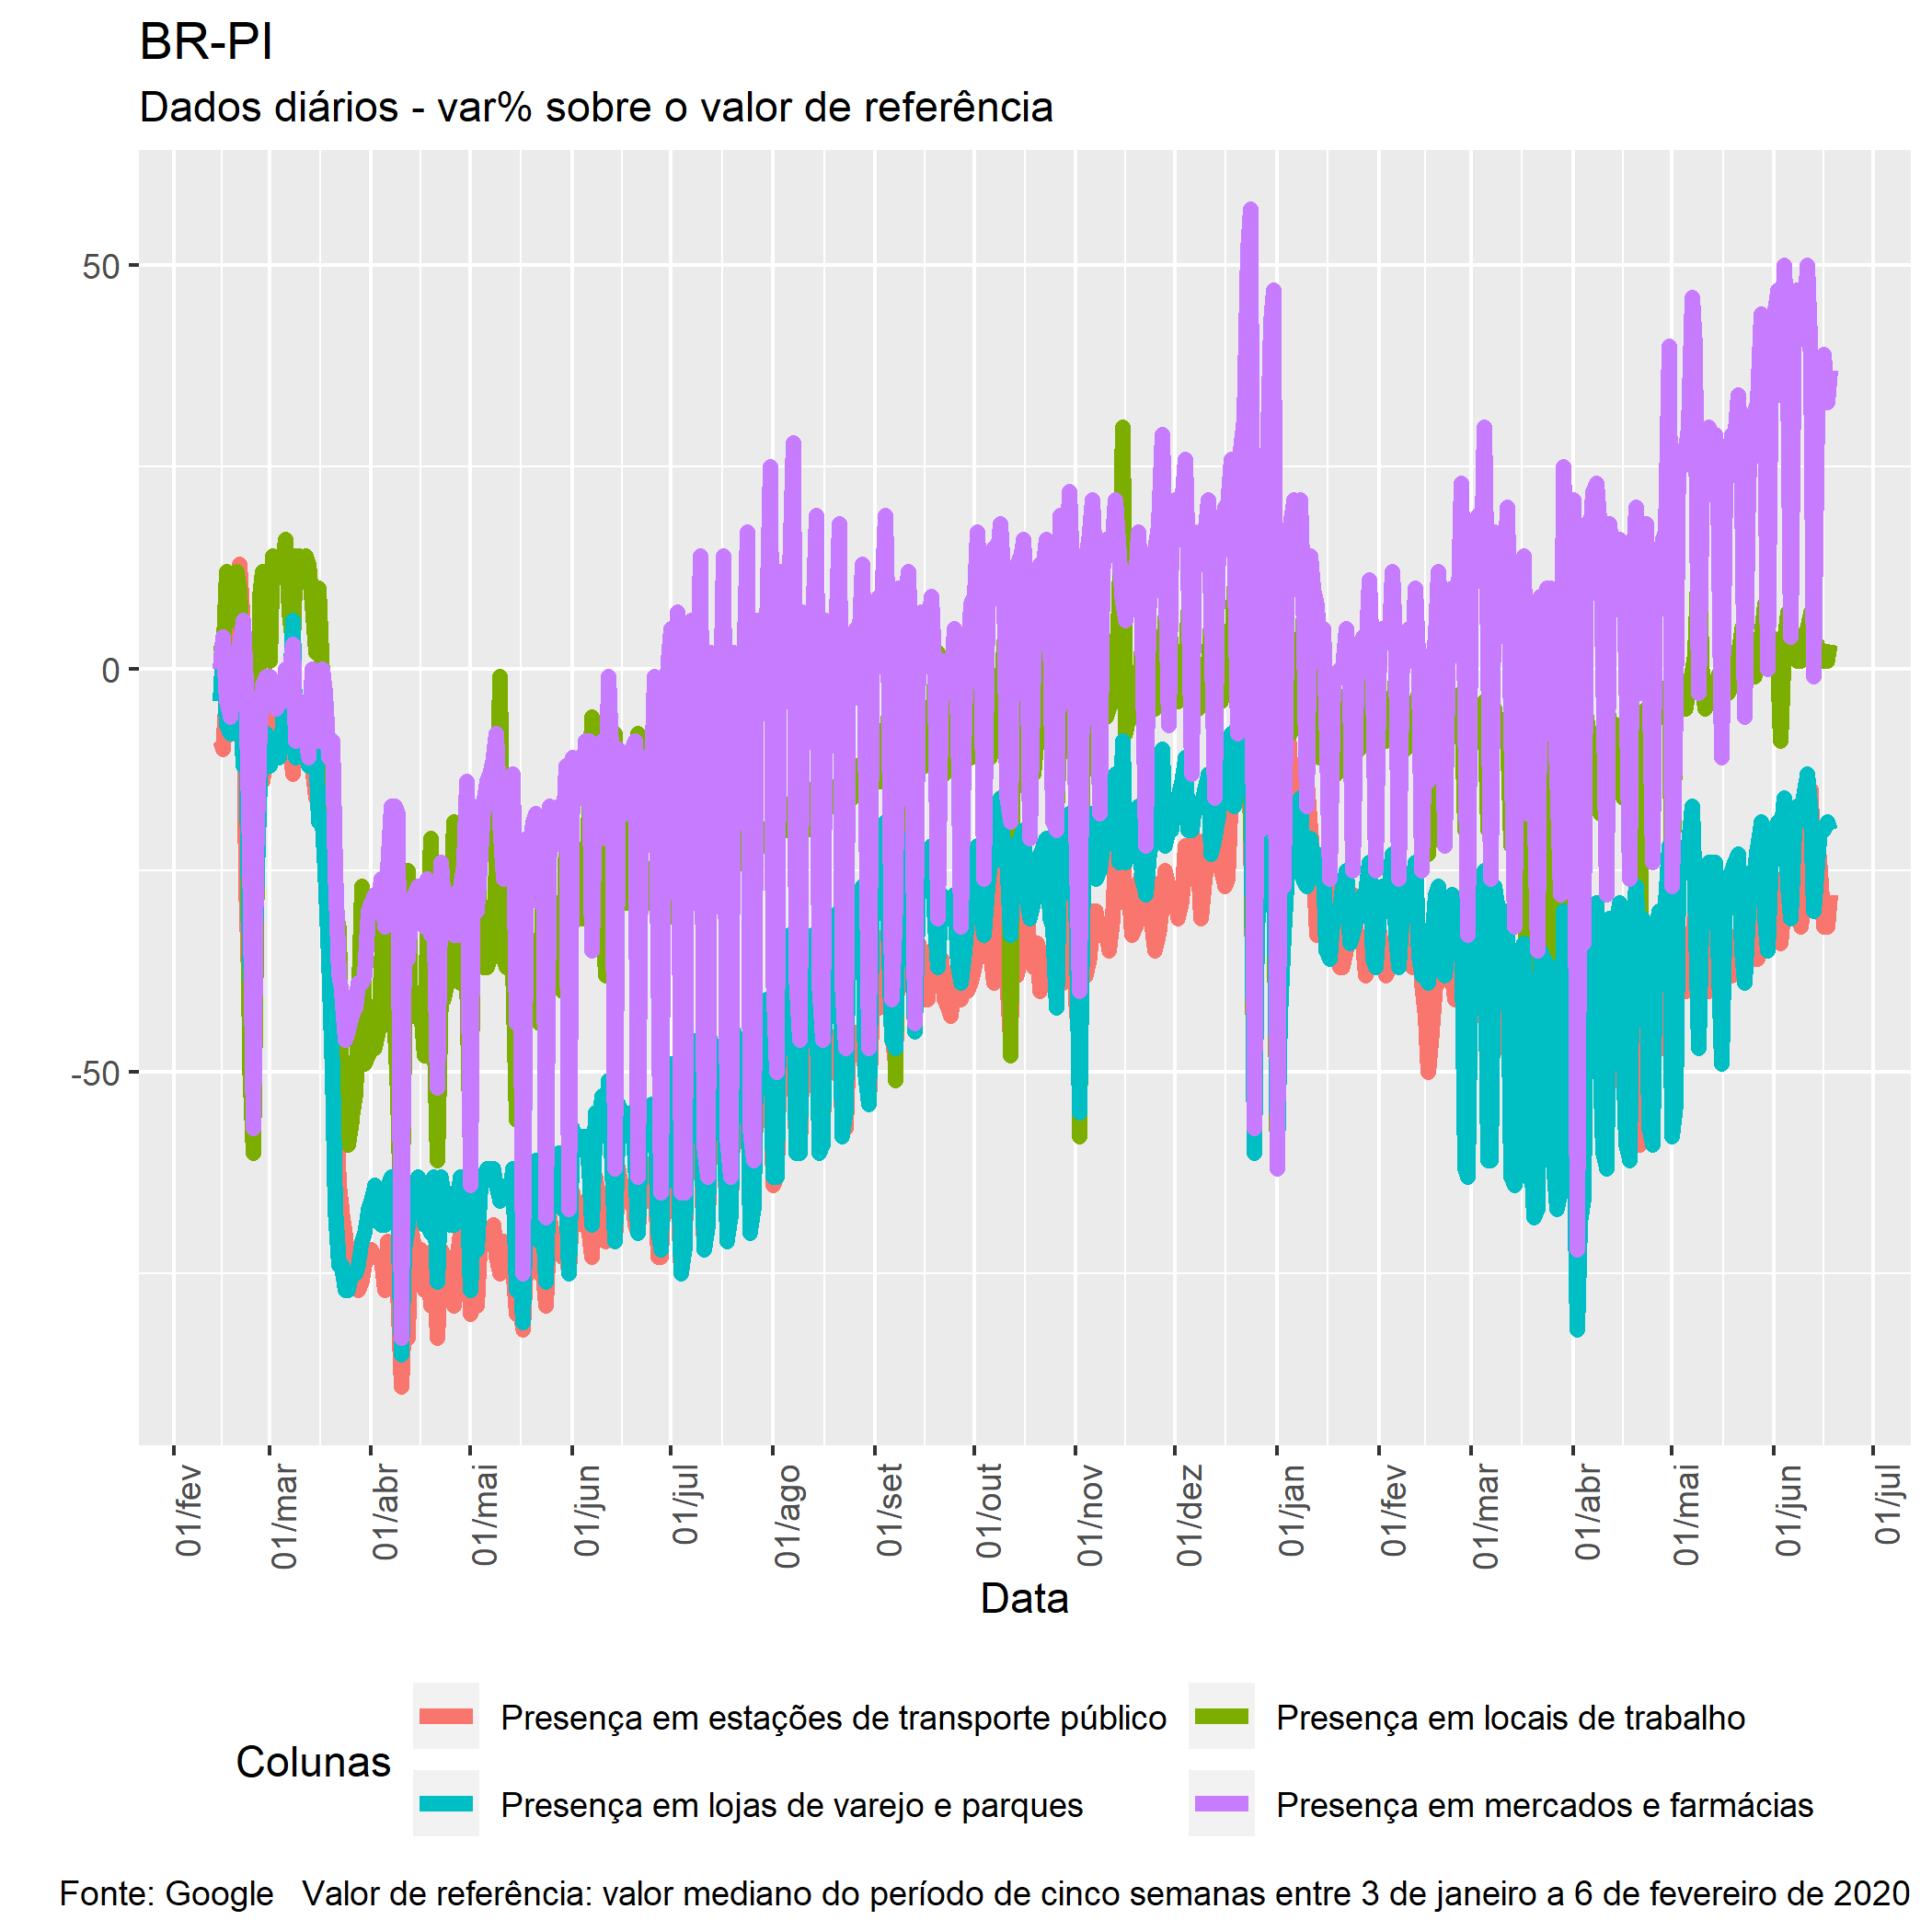 BR-PI
Dados diários - var% sobre o valor de referência
50
0
-50
01/fev
01/mar
01/abr
01/mai
01/jun
01/jul
01/ago
01/set
01/out
01/nov
01/dez
01/jan
01/fev
01/mar
01/abr
01/mai
01/jun
01/jul
Data
Colunas
Presença em estações de transporte público
Presença em locais de trabalho
Presença em lojas de varejo e parques
Presença em mercados e farmácias
Fonte: Google   Valor de referência: valor mediano do período de cinco semanas entre 3 de janeiro a 6 de fevereiro de 2020